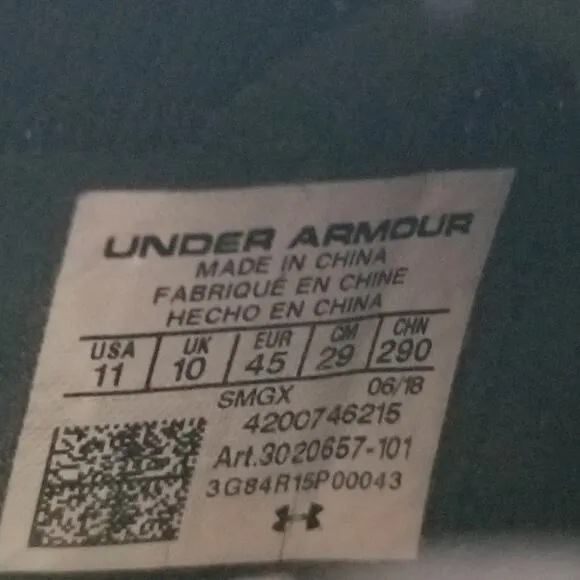 UNDER ARMOUR
MADE IN CHINA
FABRIQUÉ EN CHINE
HECHO EN CHINA
USA UK EUR CM CHN
11 10 45 29 290
SMGX 06/18
4200746215
Art.3020657-101
3G84R15P00043